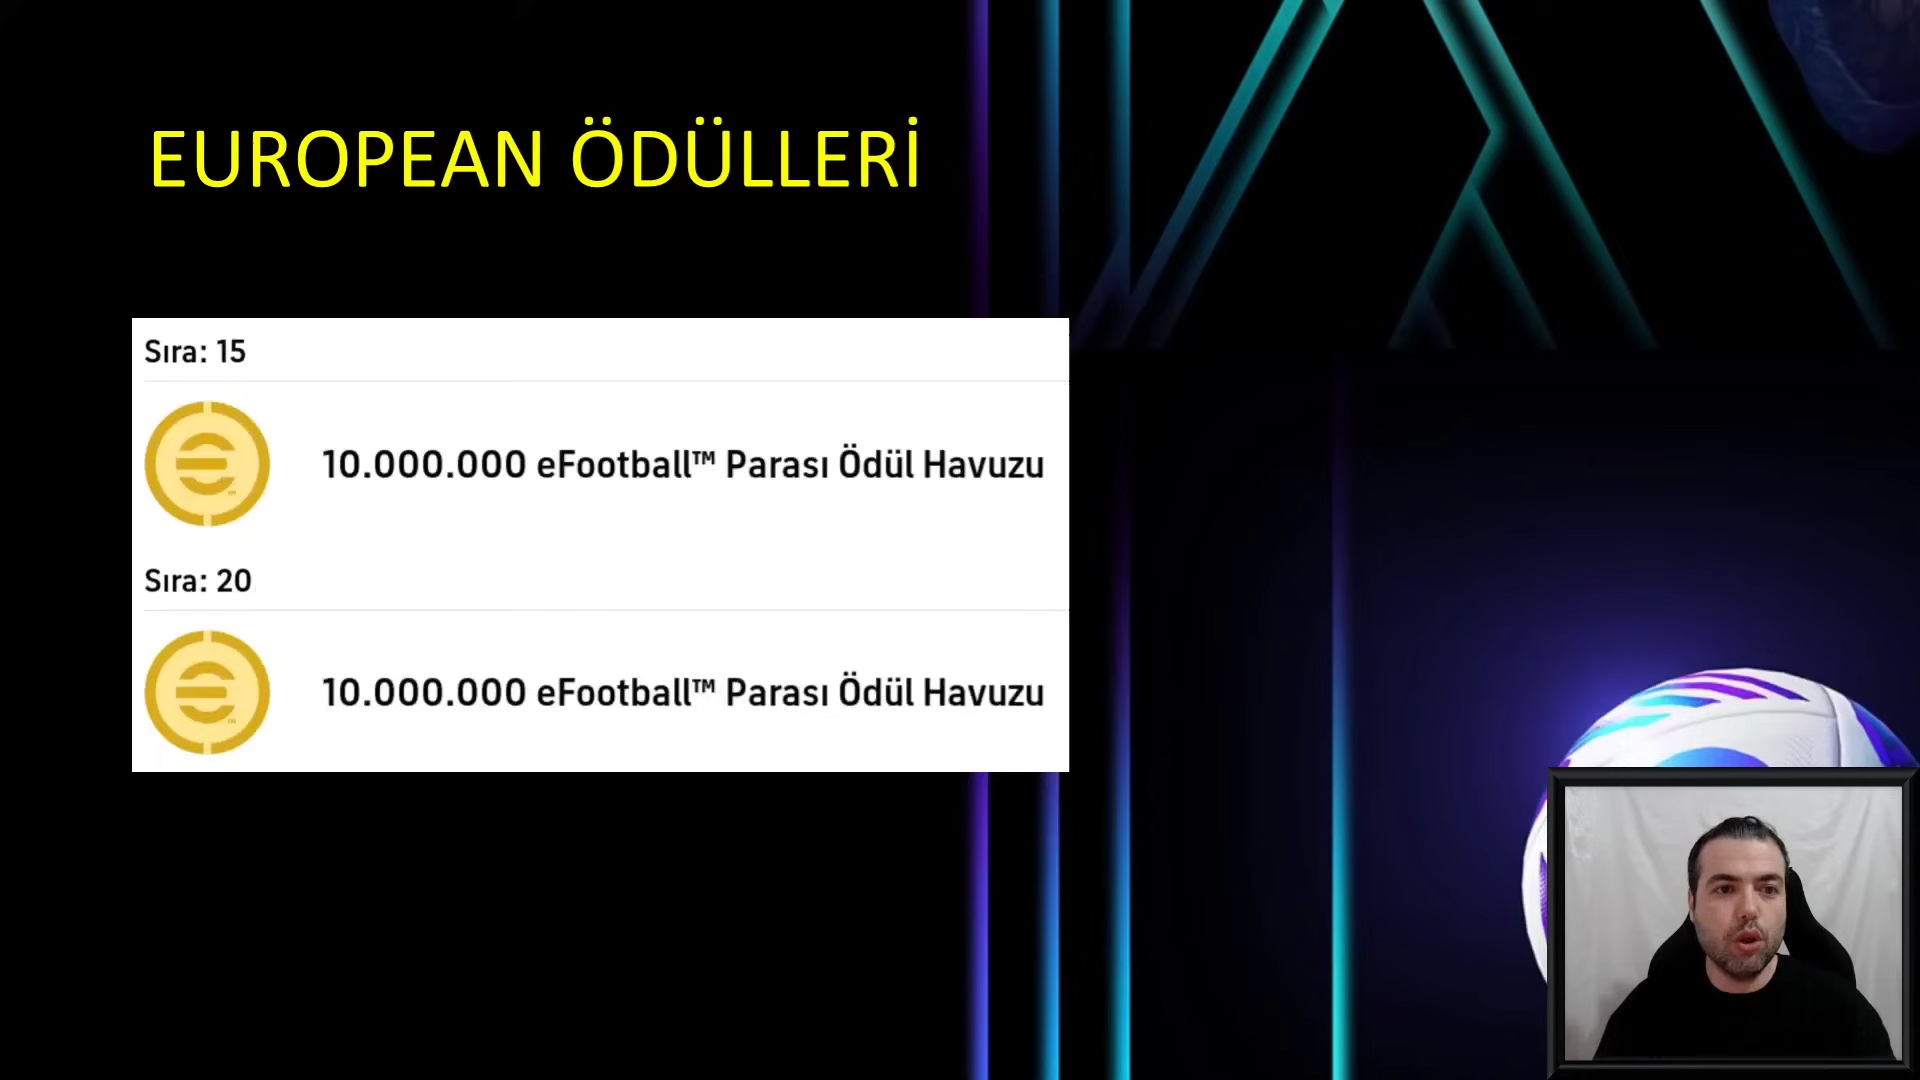 EUROPEAN ÖDÜLLERİ
Sıra: 15
10.000.000 eFootball™ Parası Ödül Havuzu
Sıra: 20
10.000.000 eFootball™ Parası Ödül Havuzu